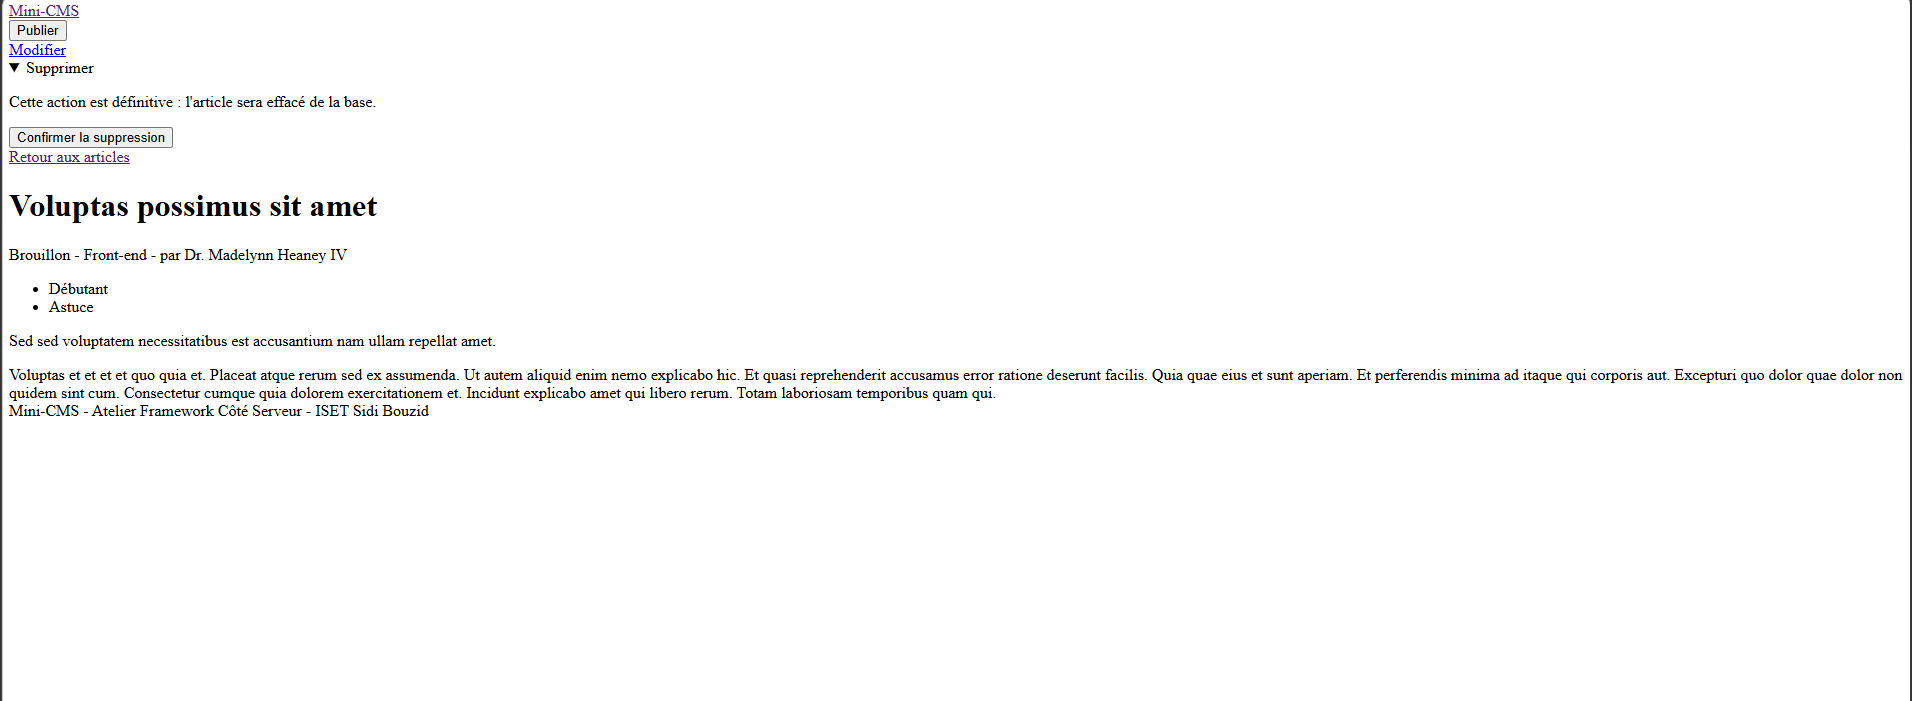 Mini-CMS
Publier
Modifier
▼ Supprimer
Cette action est définitive : l'article sera effacé de la base.
Confirmer la suppression
Retour aux articles
Voluptas possimus sit amet
Brouillon - Front-end - par Dr. Madelynn Heaney IV
• Débutant
• Astuce
Sed sed voluptatem necessitatibus est accusantium nam ullam repellat amet.
Voluptas et et et et quo quia et. Placeat atque rerum sed ex assumenda. Ut autem aliquid enim nemo explicabo hic. Et quasi reprehenderit accusamus error ratione deserunt facilis. Quia quae eius et sunt aperiam. Et perferendis minima ad itaque qui corporis aut. Excepturi quo dolor quae dolor non
quidem sint cum. Consectetur cumque quia dolorem exercitationem et. Incidunt explicabo amet qui libero rerum. Totam laboriosam temporibus quam qui.
Mini-CMS - Atelier Framework Côté Serveur - ISET Sidi Bouzid